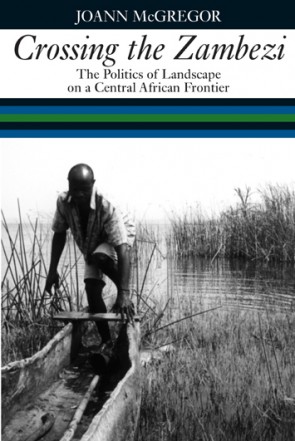 JOANN McGREGOR
Crossing the Zambezi
The Politics of Landscape
on a Central African Frontier